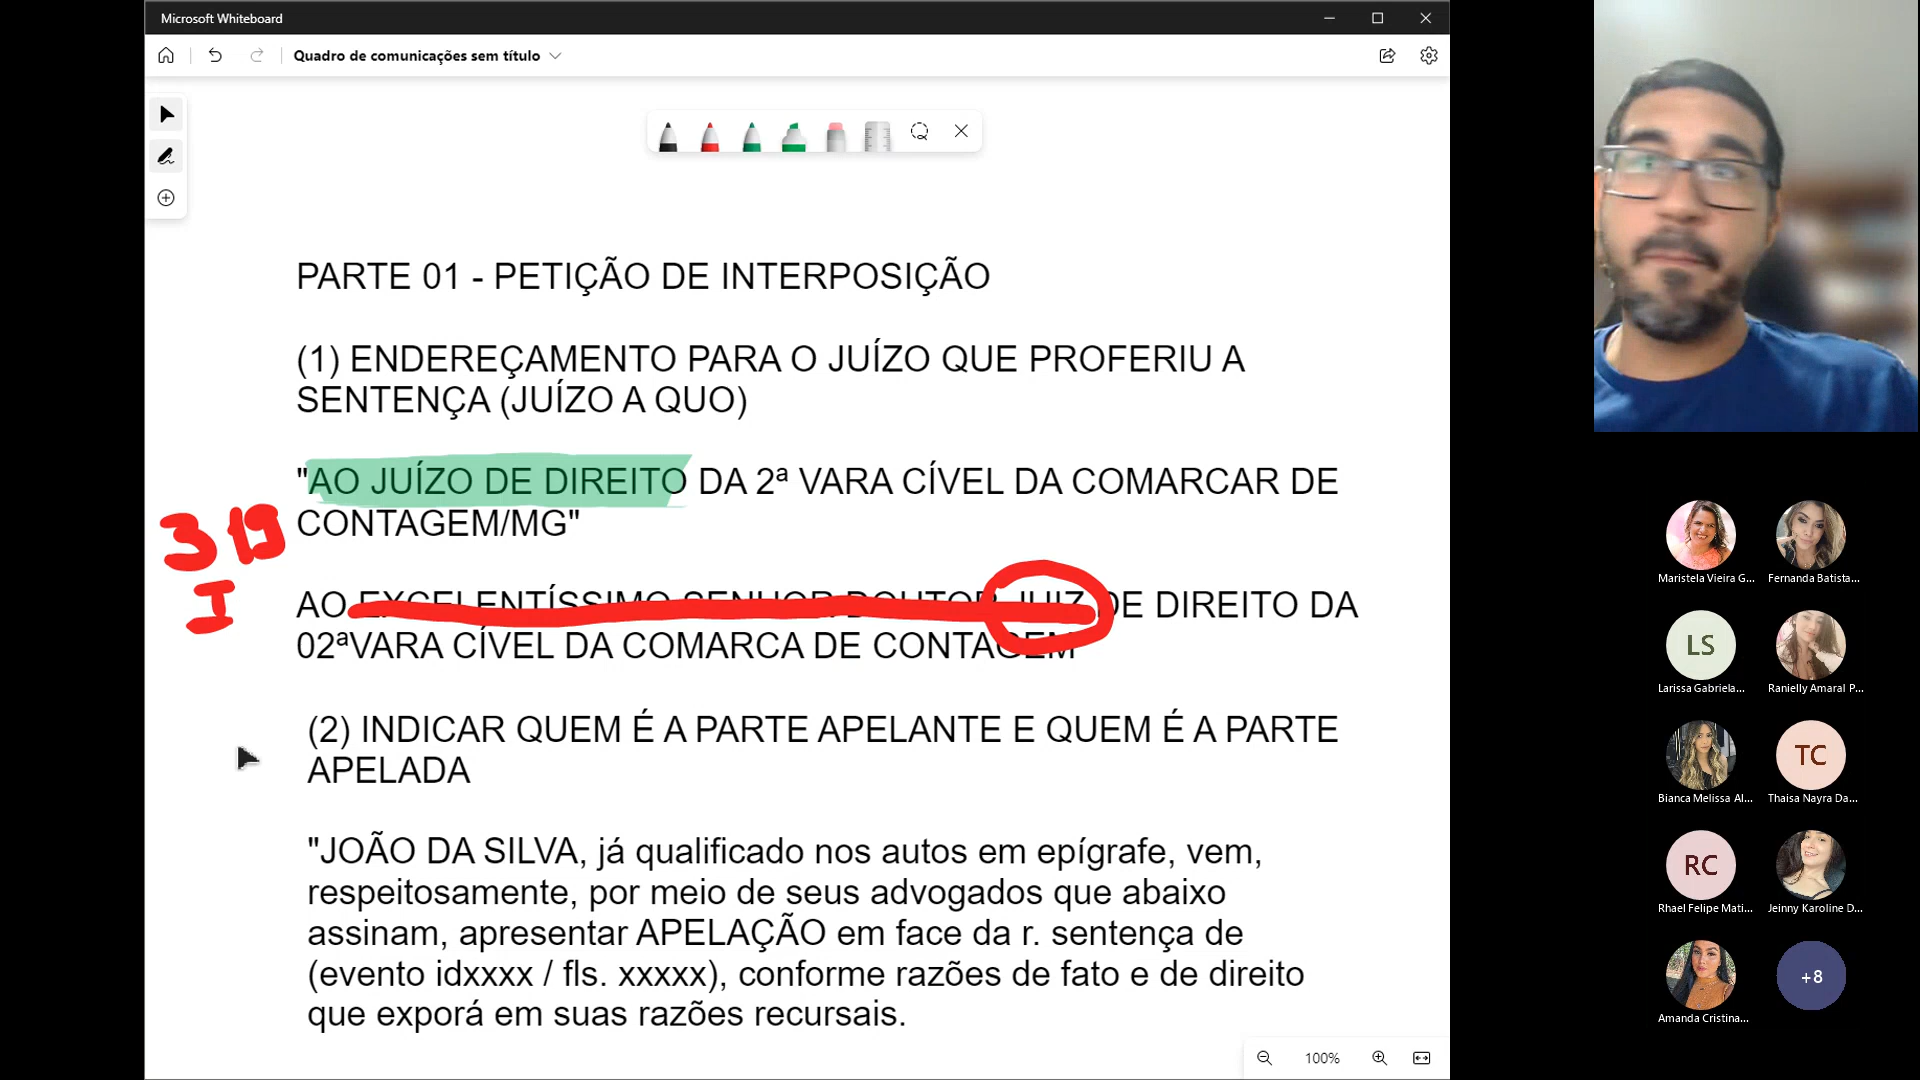 Microsoft Whiteboard
Quadro de comunicações sem título
PARTE 01 - PETIÇÃO DE INTERPOSIÇÃO
(1) ENDEREÇAMENTO PARA O JUÍZO QUE PROFERIU A
SENTENÇA (JUÍZO A QUO)
"AO JUÍZO DE DIREITO DA 2ª VARA CÍVEL DA COMARCAR DE
CONTAGEM/MG"
319
I
AO EXCELENTÍSSIMO SENHOR DOUTOR JUIZ DE DIREITO DA
02ªVARA CÍVEL DA COMARCA DE CONTAGEM
(2) INDICAR QUEM É A PARTE APELANTE E QUEM É A PARTE
APELADA
"JOÃO DA SILVA, já qualificado nos autos em epígrafe, vem,
respeitosamente, por meio de seus advogados que abaixo
assinam, apresentar APELAÇÃO em face da r. sentença de
(evento idxxxx / fls. xxxxx), conforme razões de fato e de direito
que exporá em suas razões recursais.
100%
Maristela Vieira G...
Fernanda Batista...
LS
Larissa Gabriela...
Ranielly Amaral P...
Bianca Melissa Al...
TC
Thaisa Nayra Da...
RC
Rhael Felipe Mati...
Jeinny Karoline D...
Amanda Cristina...
+8